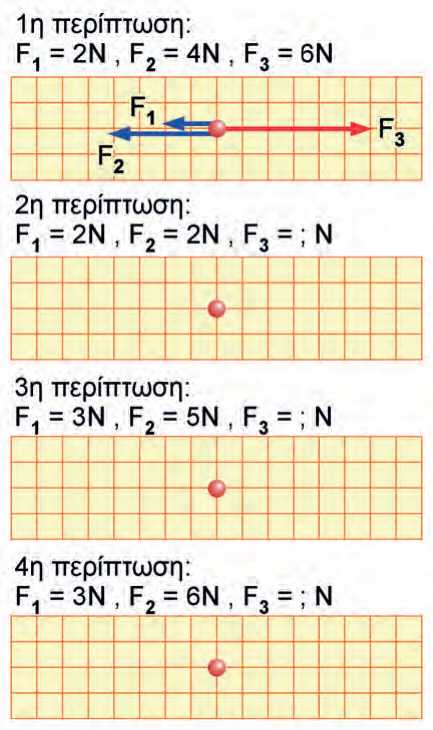 1η περίπτωση:
F₁ = 2N , F₂ = 4N , F₃ = 6N
F₁
F₃
F₂
2η περίπτωση:
F₁ = 2N , F₂ = 2N , F₃ = ; N
3η περίπτωση:
F₁ = 3N , F₂ = 5N , F₃ = ; N
4η περίπτωση:
F₁ = 3N , F₂ = 6N , F₃ = ; N